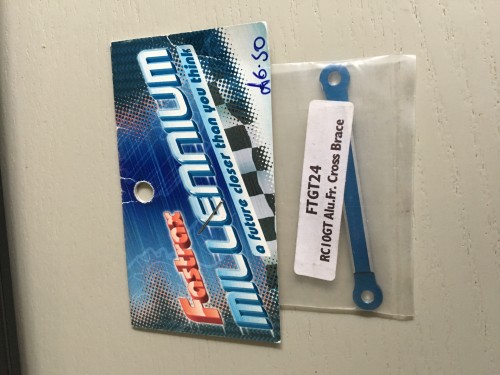 £6.50
Fastrax
MILLENNIUM
a future closer than you think
FTGT24
RC10GT Alu.Fr. Cross Brace